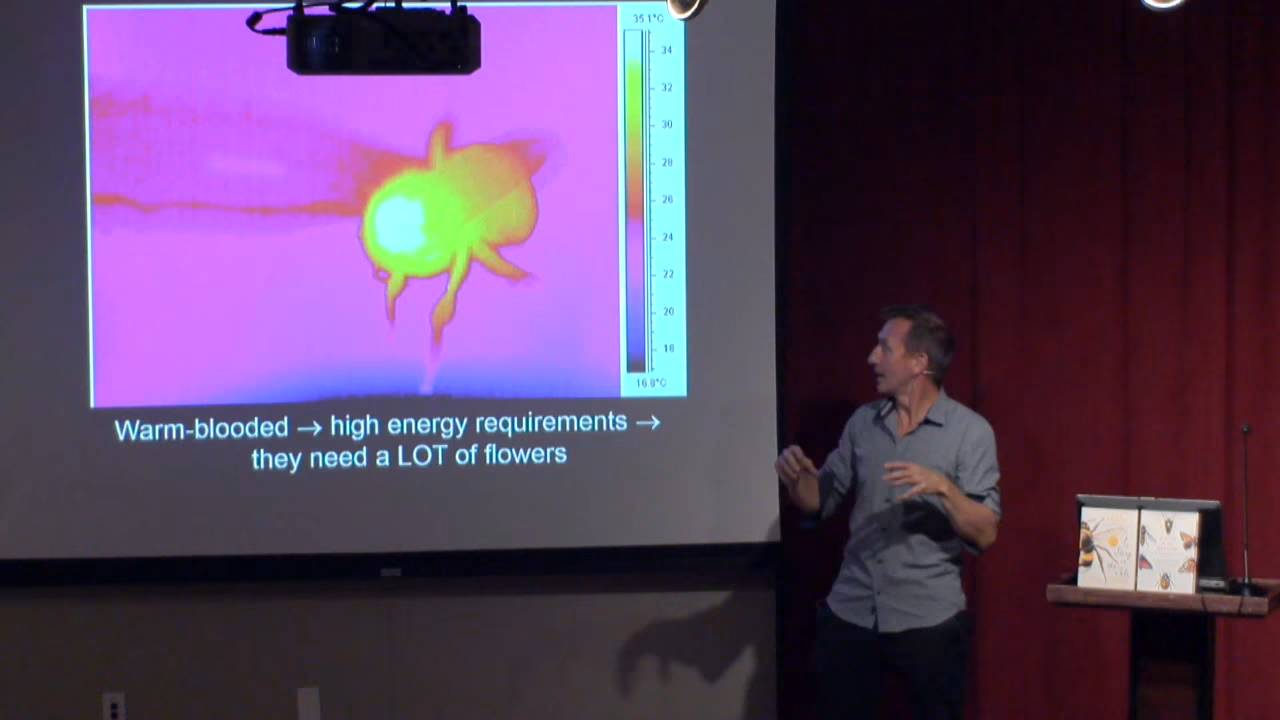 35.1°C
34
32
30
28
26
24
22
20
18
16.8°C
Warm-blooded → high energy requirements →
they need a LOT of flowers